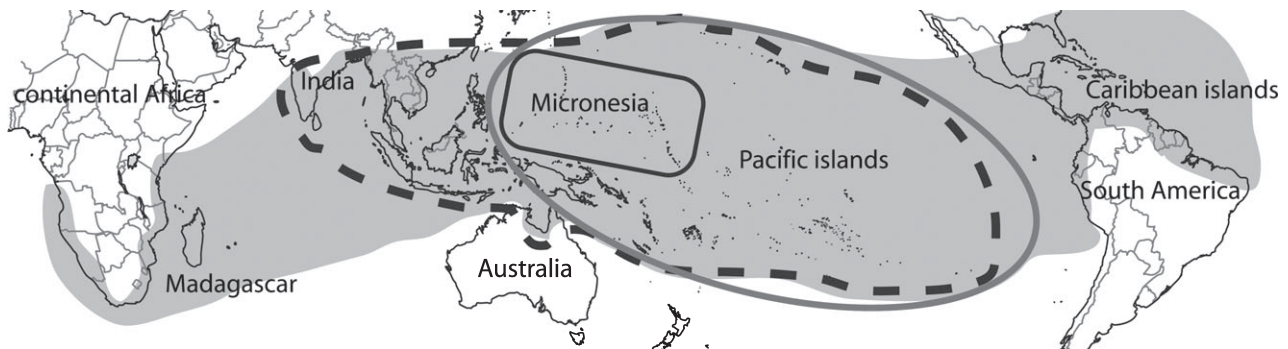 continental Africa
India
Micronesia
Caribbean islands
Pacific islands
South America
Australia
Madagascar